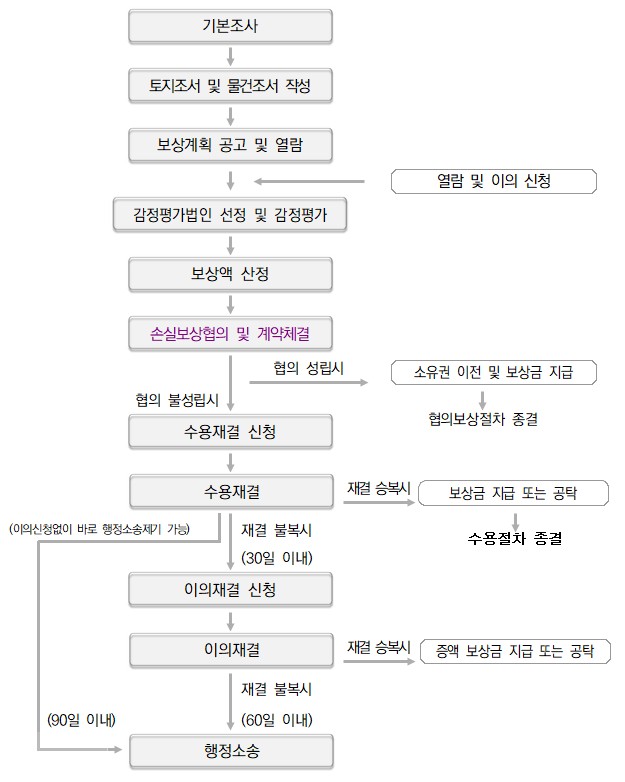 기본조사
토지조서 및 물건조서 작성
보상계획 공고 및 열람
열람 및 이의 신청
감정평가법인 선정 및 감정평가
보상액 산정
손실보상협의 및 계약체결
협의 성립시
소유권 이전 및 보상금 지급
협의 불성립시
협의보상절차 종결
수용재결 신청
수용재결
재결 승복시
보상금 지급 또는 공탁
(이의신청없이 바로 행정소송제기 가능)
재결 불복시
수용절차 종결
(30일 이내)
이의재결 신청
이의재결
재결 승복시
증액 보상금 지급 또는 공탁
재결 불복시
(90일 이내)
(60일 이내)
행정소송